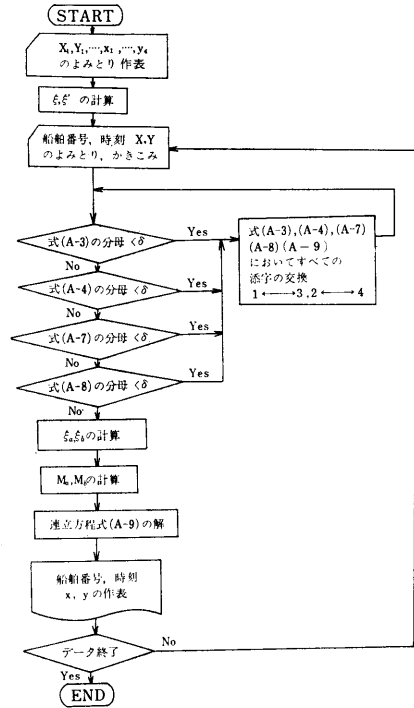 START
X₁,Y₁,…,x₁,…,y₄
のよみとり 作表
ξ,ξ' の計算
船舶番号, 時刻 X,Y
のよみとり, かきこみ
式(A-3)の分母<δ
Yes
No
式(A-4)の分母<δ
Yes
No
式(A-7)の分母<δ
Yes
No
式(A-8)の分母<δ
Yes
No
式(A-3),(A-4),(A-7)
(A-8)(A-9)
においてすべての
添字の交換
1←→3,2←→4
ξₐ,ξ_bの計算
Mₐ,M_bの計算
連立方程式(A-9)の解
船舶番号, 時刻
x, y の作表
データ終了
No
Yes
END